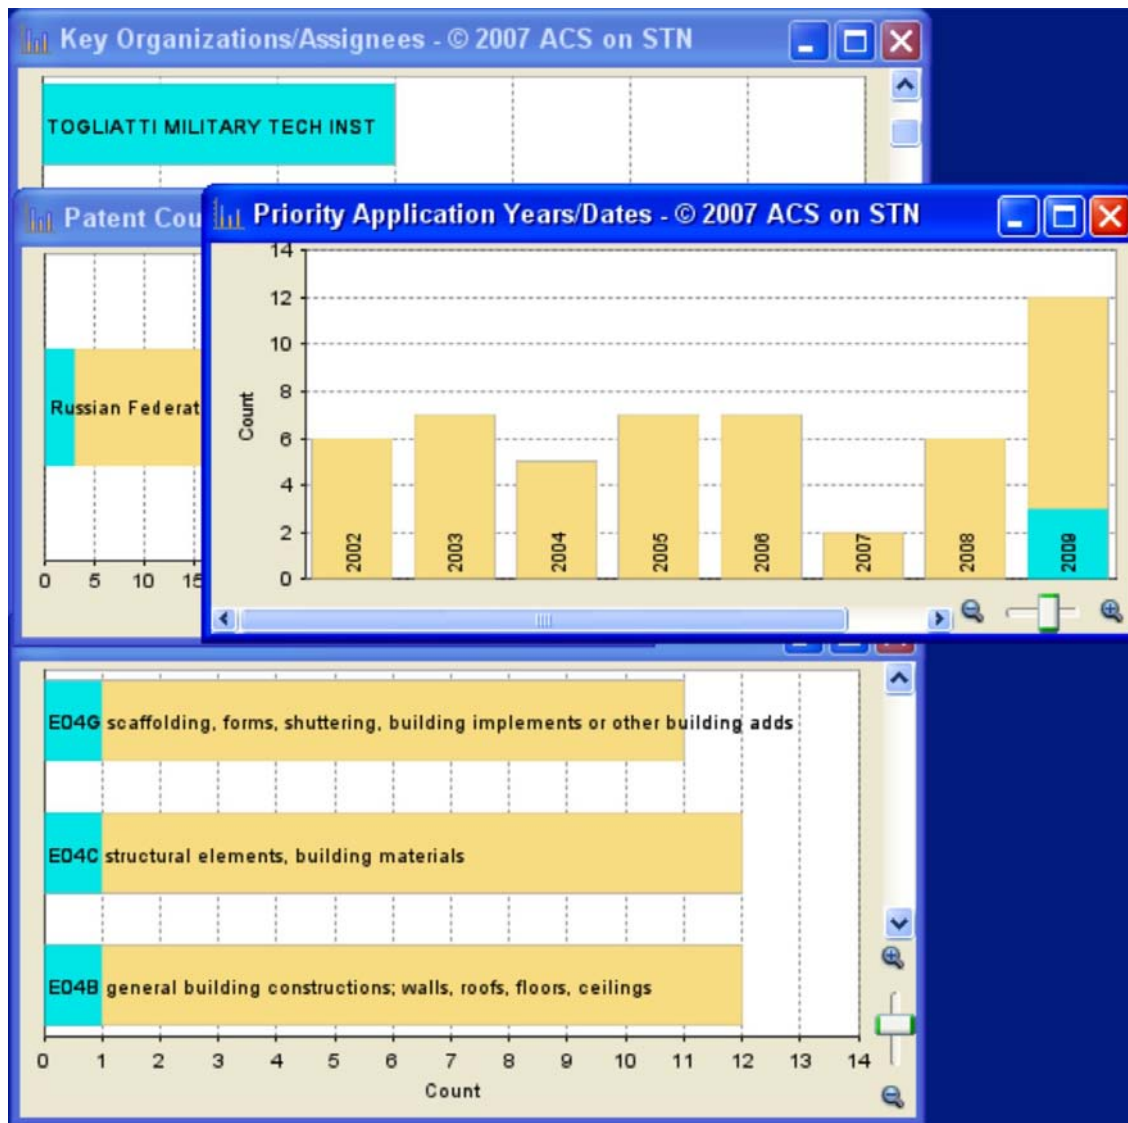 Key Organizations/Assignees - © 2007 ACS on STN
TOGLIATTI MILITARY TECH INST
Patent Cou
Priority Application Years/Dates - © 2007 ACS on STN
14
12
10
8
6
4
2
0
Count
2002 2003 2004 2005 2006 2007 2008 2009
Russian Federat
0 5 10 15
E04G scaffolding, forms, shuttering, building implements or other building adds
E04C structural elements, building materials
E04B general building constructions; walls, roofs, floors, ceilings
0 1 2 3 4 5 6 7 8 9 10 11 12 13 14
Count